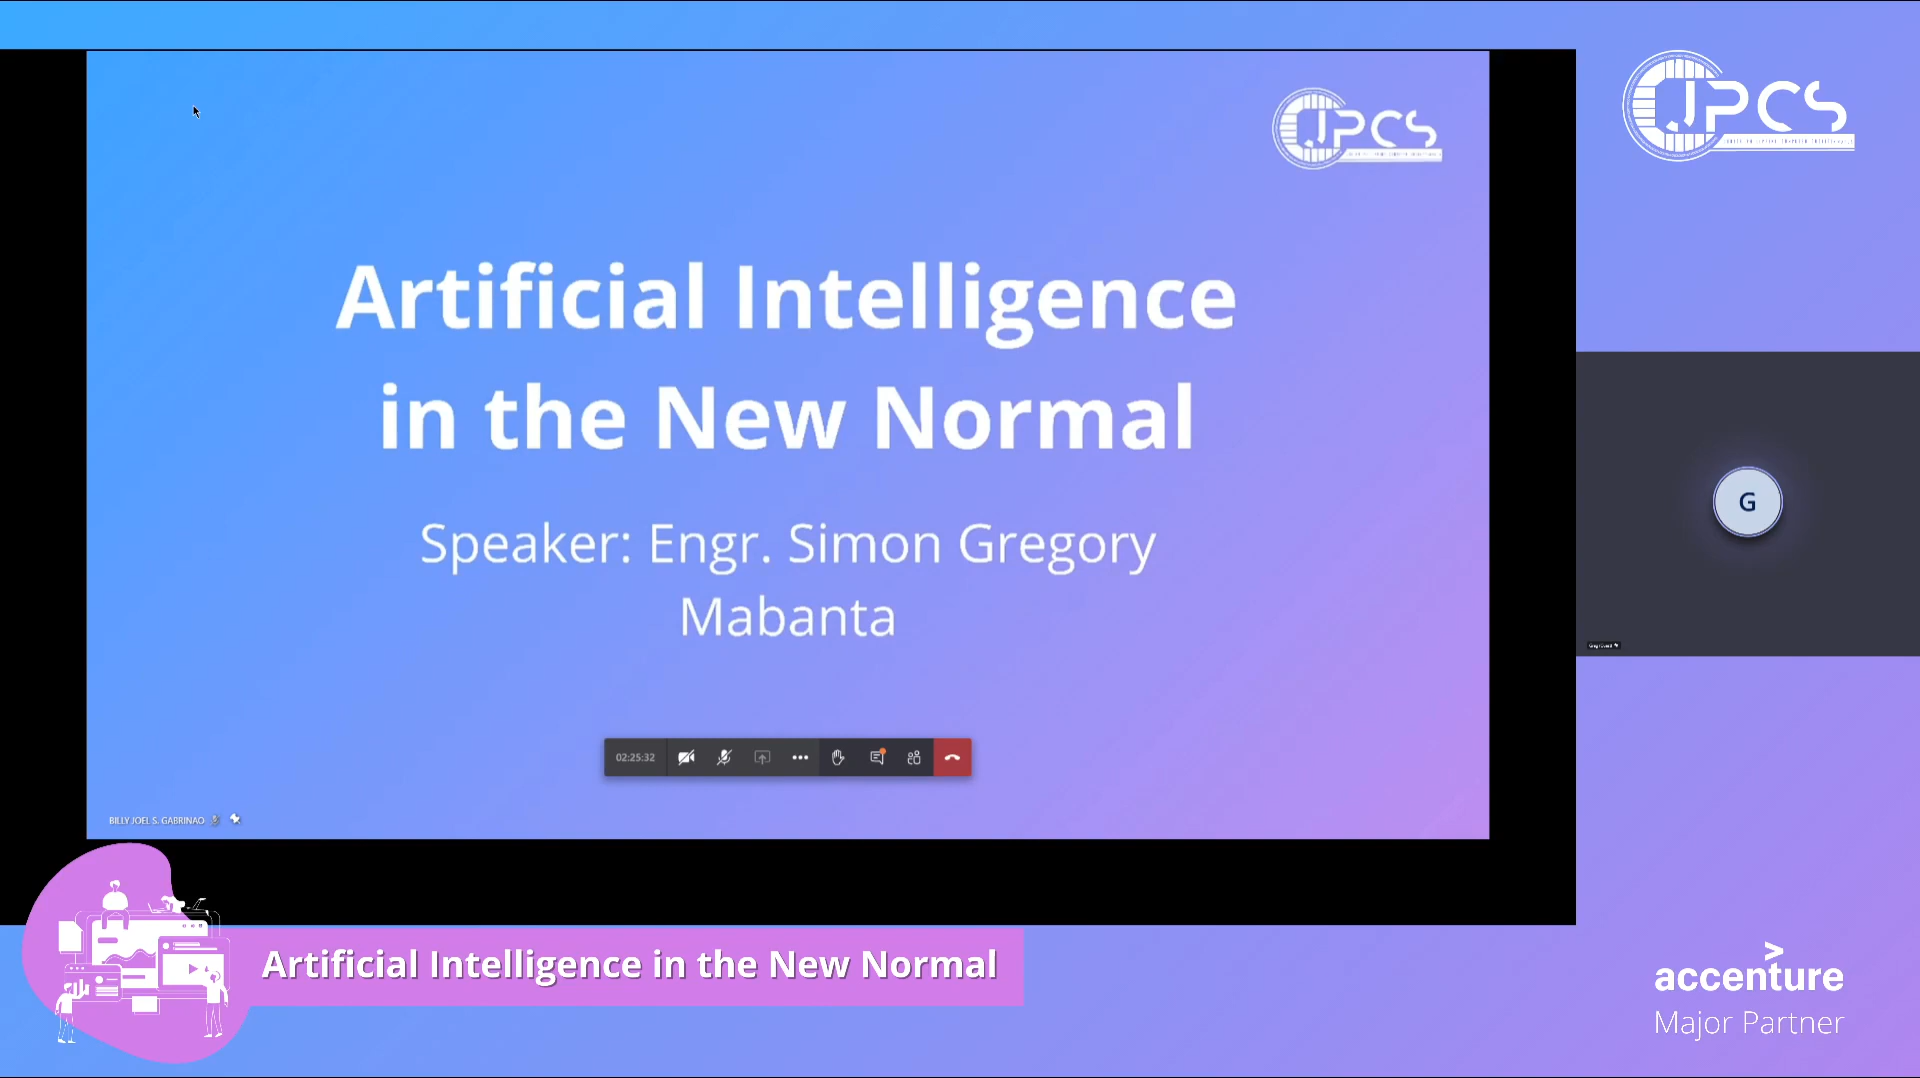 JPCS
JPCS
Artificial Intelligence
in the New Normal
Speaker: Engr. Simon Gregory
Mabanta
G
02:25:32
BILLY JOEL S. GABRINAO
Artificial Intelligence in the New Normal
accenture
Major Partner